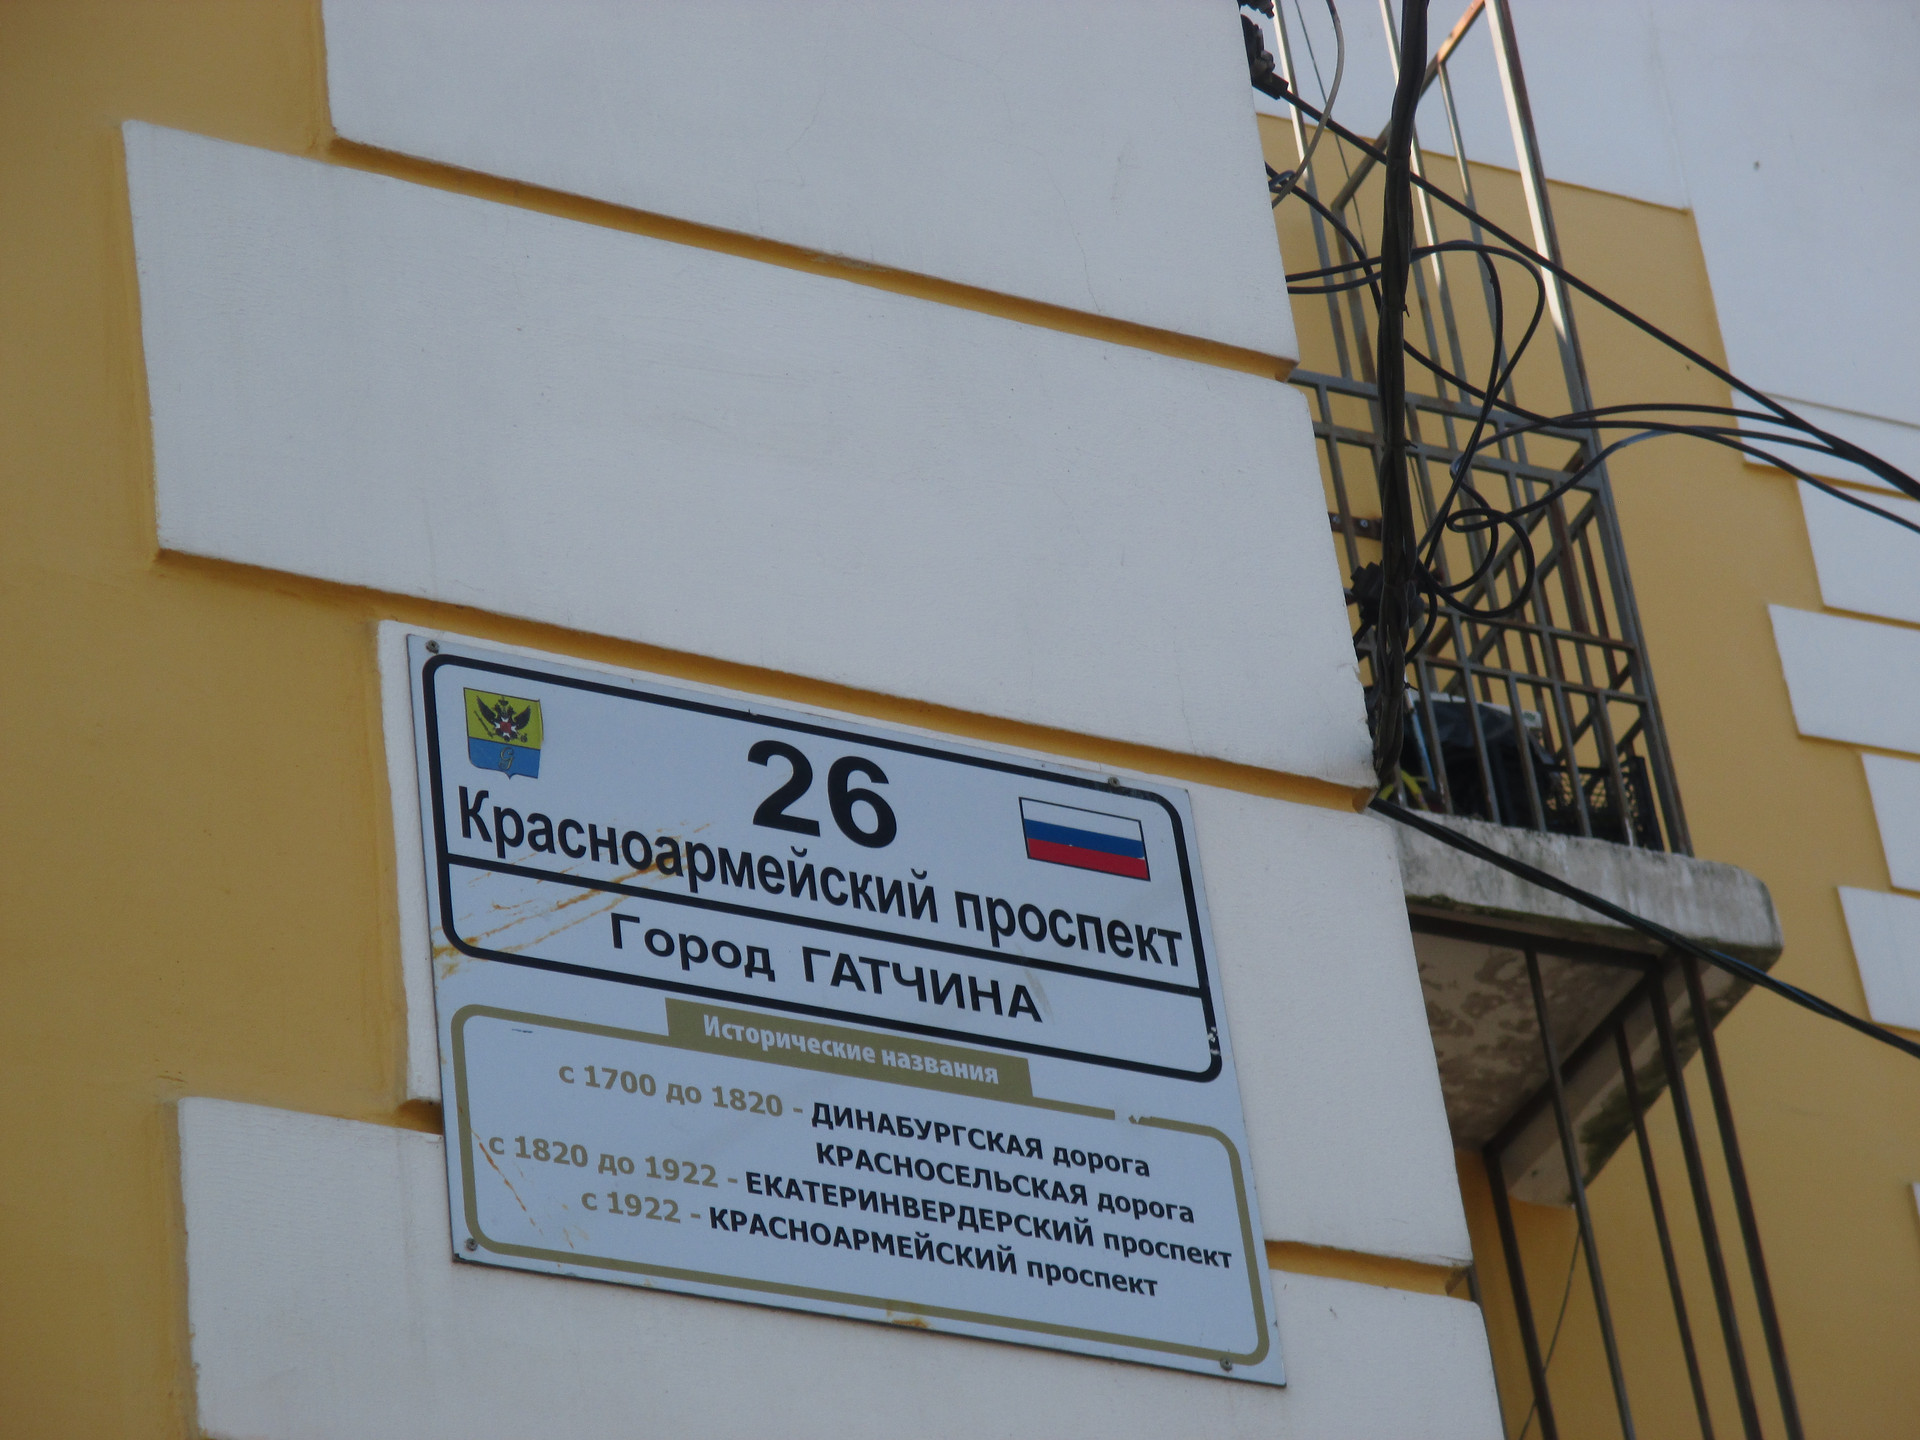 26
Красноармейский проспект
Город ГАТЧИНА
Исторические названия
с 1700 до 1820 - ДИНАБУРГСКАЯ дорога
КРАСНОСЕЛЬСКАЯ дорога
с 1820 до 1922 - ЕКАТЕРИНВЕРДЕРСКИЙ проспект
с 1922 - КРАСНОАРМЕЙСКИЙ проспект